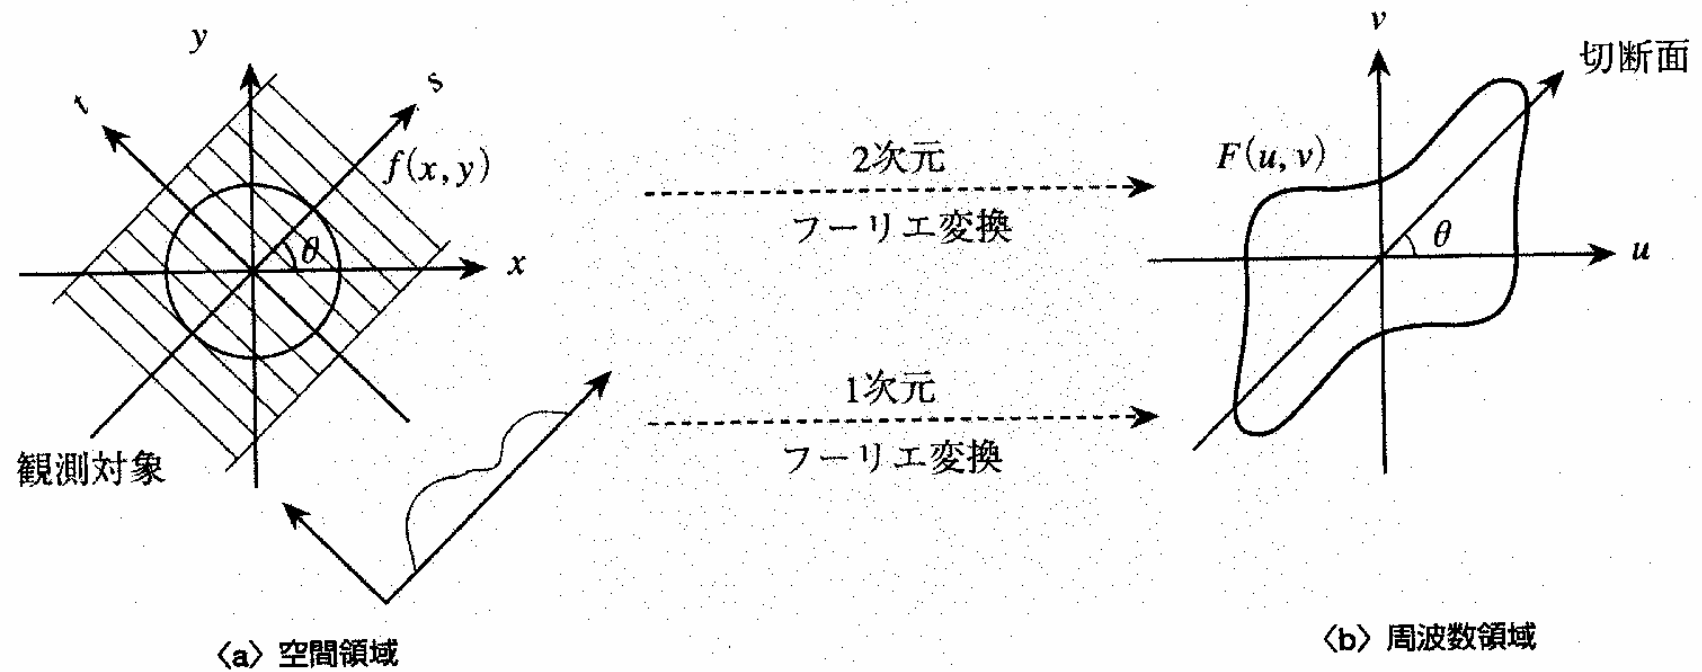 y
t
s
f(x, y)
θ
x
観測対象
〈a〉空間領域
2次元
フーリエ変換
1次元
フーリエ変換
v
切断面
F(u, v)
θ
u
〈b〉周波数領域